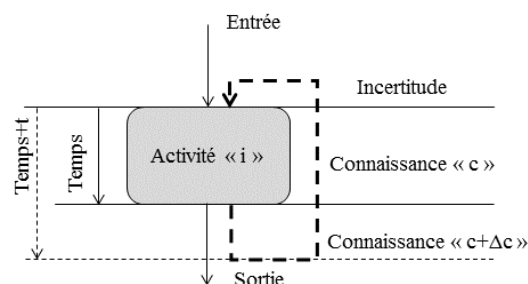 Entrée
Incertitude
Temps+t
Temps
Activité « i »
Connaissance « c »
Connaissance « c+Δc »
Sortie